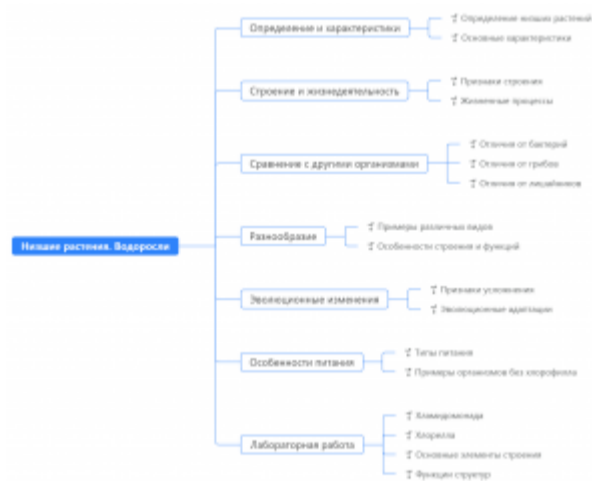 Определение и характеристики
Определение низших растений
Основные характеристики
Строение и жизнедеятельность
Признаки строения
Жизненные процессы
Сравнение с другими организмами
Отличия от бактерий
Отличия от грибов
Отличия от лишайников
Низшие растения. Водоросли
Разнообразие
Примеры различных видов
Особенности строения и функций
Эволюционные изменения
Признаки усложнения
Эволюционные адаптации
Особенности питания
Типы питания
Примеры организмов без хлорофилла
Лабораторная работа
Хламидомонада
Хлорелла
Основные элементы строения
Функции структур